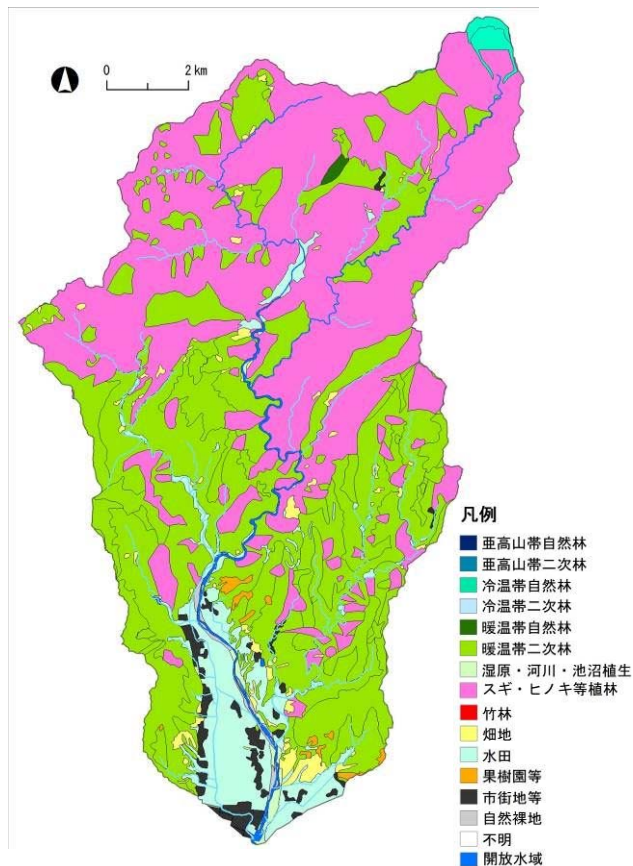 0 2 km
凡例
亜高山帯自然林
亜高山帯二次林
冷温帯自然林
冷温帯二次林
暖温帯自然林
暖温帯二次林
湿原・河川・池沼植生
スギ・ヒノキ等植林
竹林
畑地
水田
果樹園等
市街地等
自然裸地
不明
開放水域